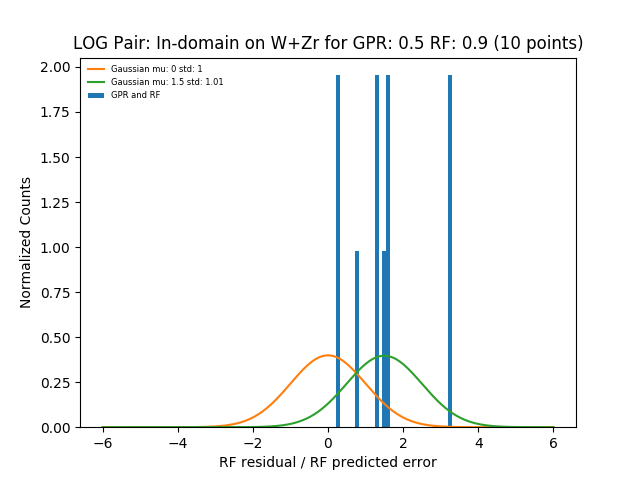 LOG Pair: In-domain on W+Zr for GPR: 0.5 RF: 0.9 (10 points)
Gaussian mu: 0 std: 1
Gaussian mu: 1.5 std: 1.01
GPR and RF
Normalized Counts
2.00
1.75
1.50
1.25
1.00
0.75
0.50
0.25
0.00
−6 −4 −2 0 2 4 6
RF residual / RF predicted error